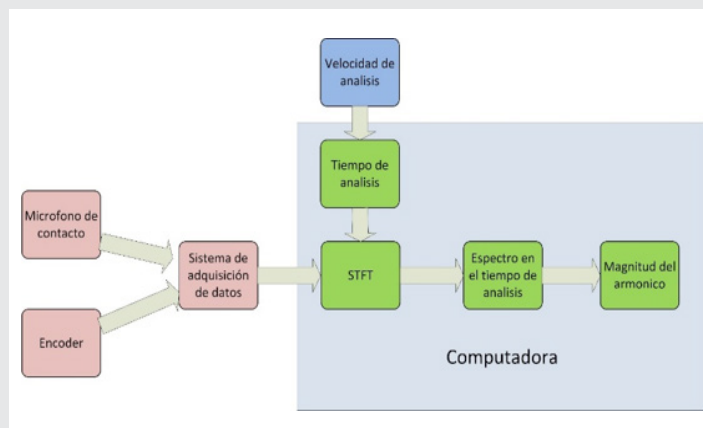 Velocidad de
analisis
Tiempo de
analisis
Microfono de
contacto
Sistema de
adquisición
de datos
STFT
Espectro en
el tiempo de
analisis
Magnitud del
armonico
Encoder
Computadora